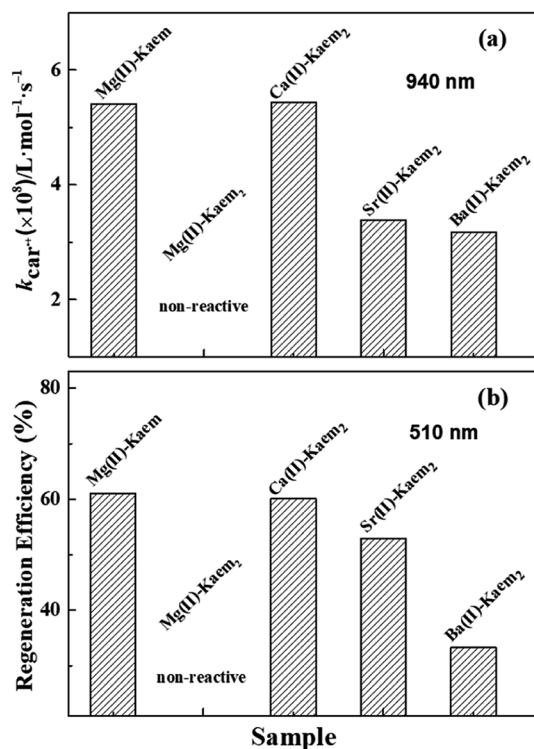 (a)
940 nm
k_car•+ (×10⁸)/L·mol⁻¹·s⁻¹
6
4
2
Mg(II)-Kaem
Mg(II)-Kaem₂
non-reactive
Ca(II)-Kaem₂
Sr(II)-Kaem₂
Ba(II)-Kaem₂
(b)
510 nm
Regeneration Efficiency (%)
80
60
40
Mg(II)-Kaem
Mg(II)-Kaem₂
non-reactive
Ca(II)-Kaem₂
Sr(II)-Kaem₂
Ba(II)-Kaem₂
Sample